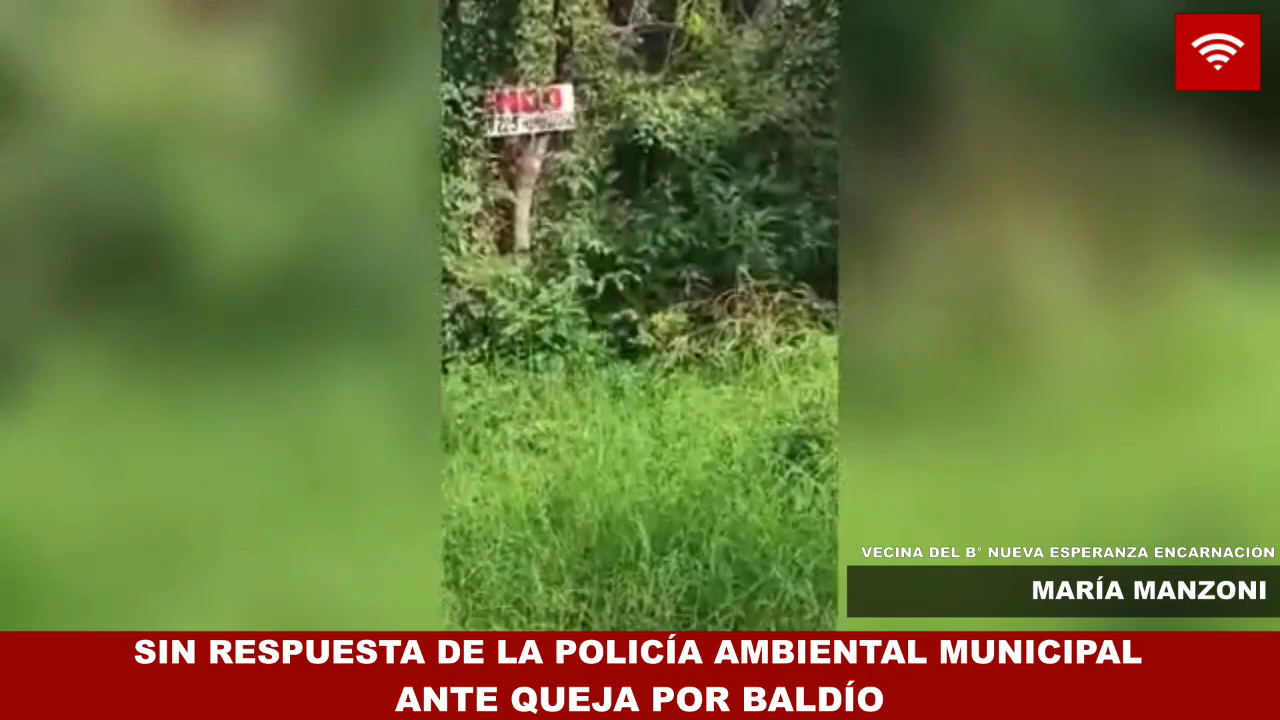 VECINA DEL B° NUEVA ESPERANZA ENCARNACIÓN
MARÍA MANZONI
SIN RESPUESTA DE LA POLICÍA AMBIENTAL MUNICIPAL
ANTE QUEJA POR BALDÍO